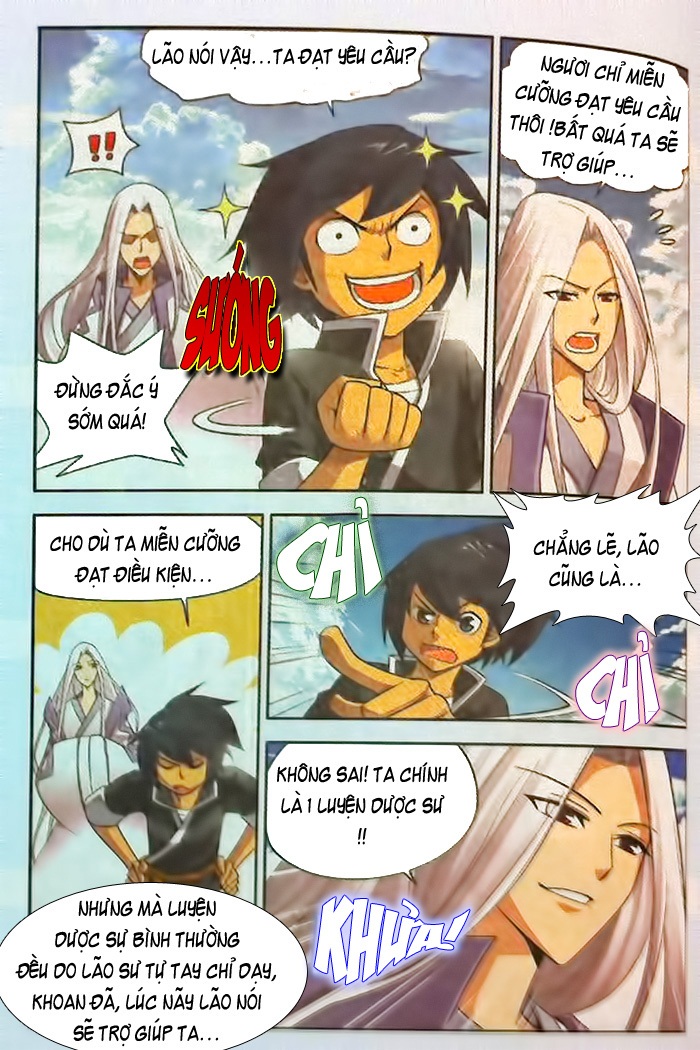 LÃO NÓI VẬY...TA ĐẠT YÊU CẦU?
!!
SƯỚNG
ĐỪNG ĐẮC Ý
SỚM QUÁ!
NGƯƠI CHỈ MIỄN
CƯỠNG ĐẠT YÊU CẦU
THÔI !BẤT QUÁ TA SẼ
TRỢ GIÚP...
CHO DÙ TA MIỄN CƯỠNG
ĐẠT ĐIỀU KIỆN...
NHƯNG MÀ LUYỆN
DƯỢC SỰ BÌNH THƯỜNG
ĐỀU DO LÃO SƯ TỰ TAY CHỈ DẠY,
KHOAN ĐÃ, LÚC NÃY LÃO NÓI
SẼ TRỢ GIÚP TA...
CHỈ
CHẲNG LẼ, LÃO
CŨNG LÀ...
CHỈ
KHÔNG SAI! TA CHÍNH
LÀ 1 LUYỆN DƯỢC SƯ
!!
KHỪA!